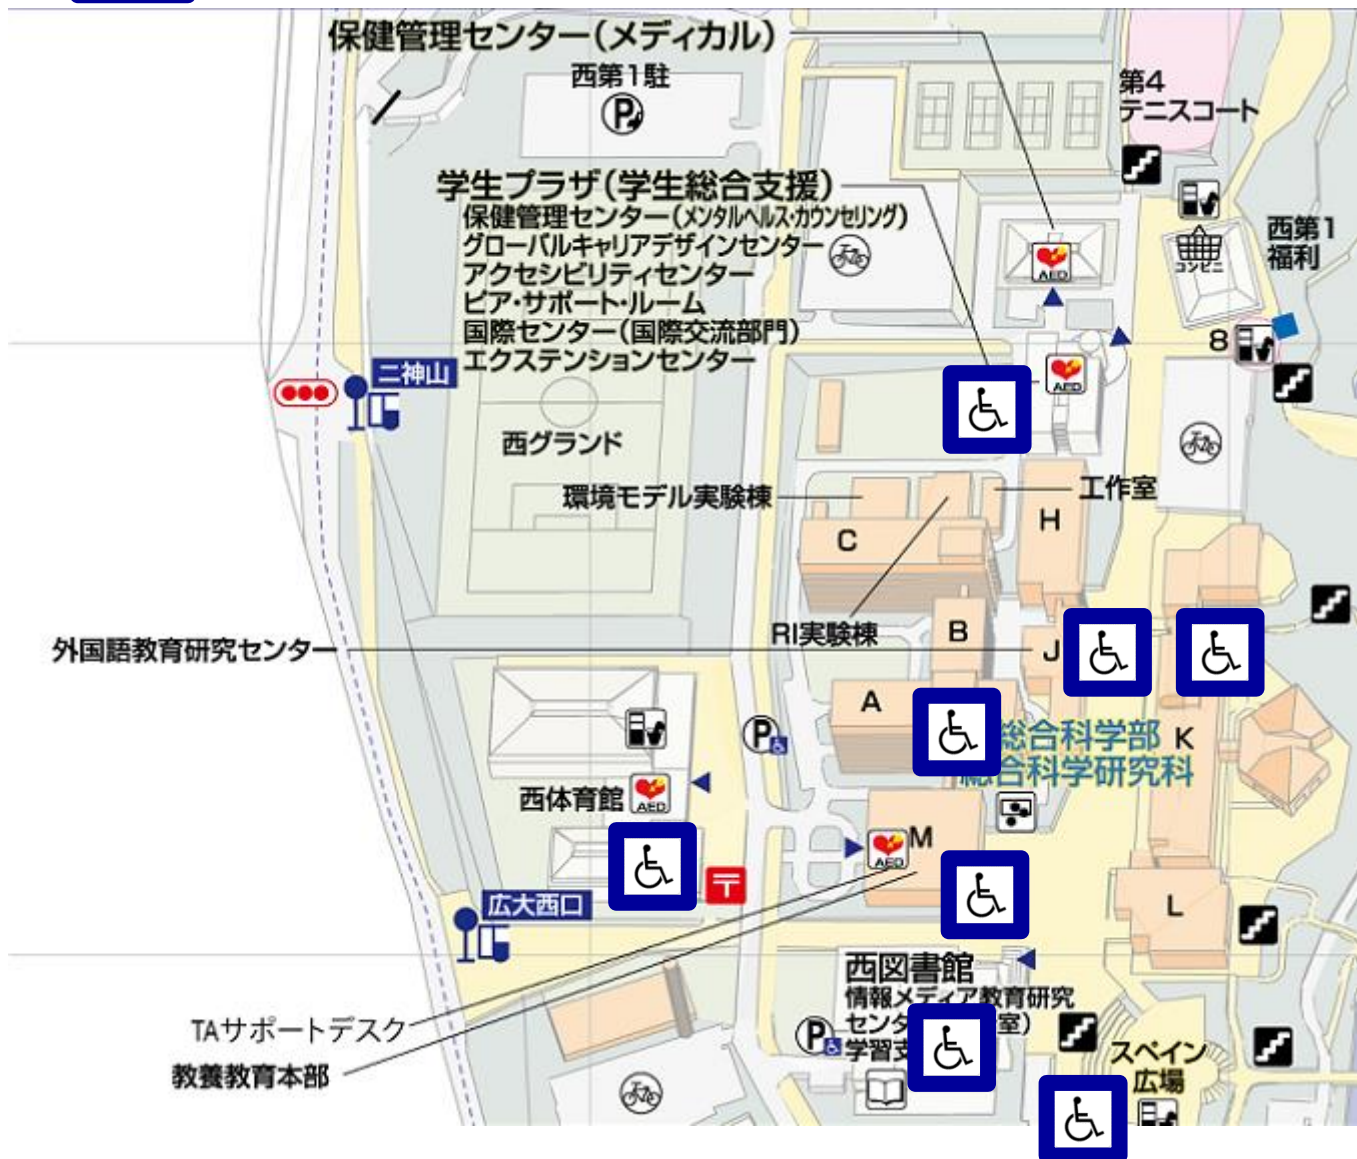 保健管理センター(メディカル)
西第1駐
P
第4
テニスコート
学生プラザ(学生総合支援)
保健管理センター(メンタルヘルス・カウンセリング)
グローバルキャリアデザインセンター
アクセシビリティセンター
ピア・サポート・ルーム
国際センター(国際交流部門)
エクステンションセンター
西第1
福利
コンビニ
AED
8
AED
二神山
西グランド
環境モデル実験棟
工作室
H
C
RI実験棟
B
外国語教育研究センター
J
A
P
総合科学部
総合科学研究科
K
西体育館
AED
AED
M
〒
広大西口
L
西図書館
情報メディア教育研究
センタ
室)
学習支
P
TAサポートデスク
教養教育本部
スペイン
広場